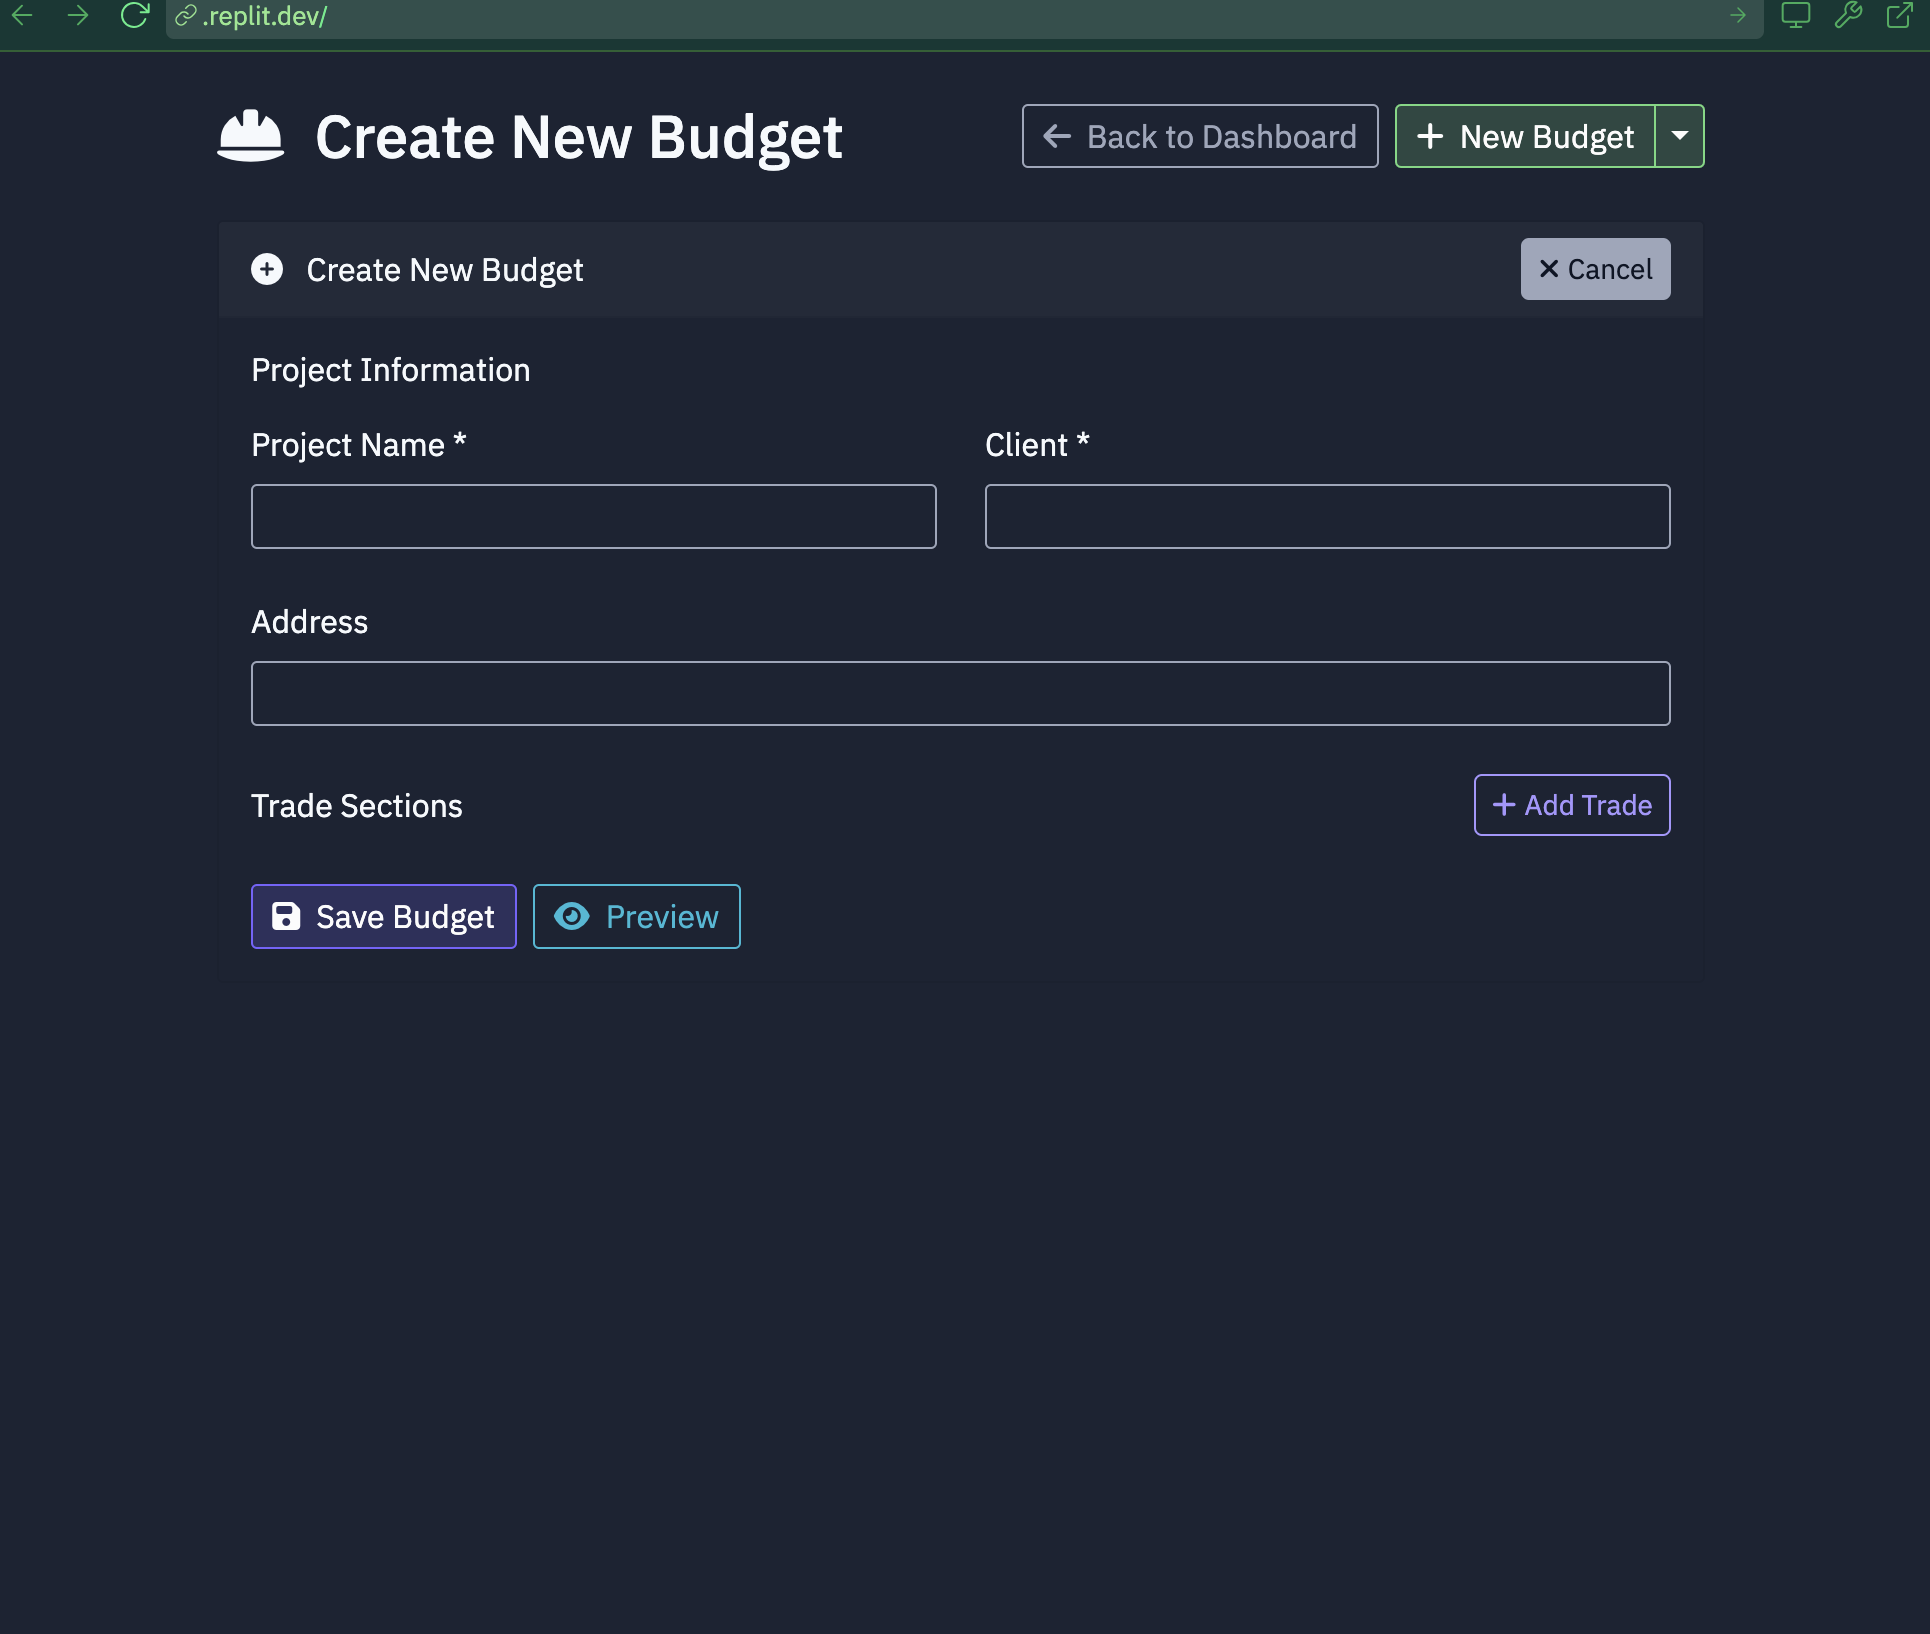 .replit.dev/
Create New Budget
Back to Dashboard
New Budget
Create New Budget
Cancel
Project Information
Project Name *
Client *
Address
Trade Sections
Add Trade
Save Budget
Preview